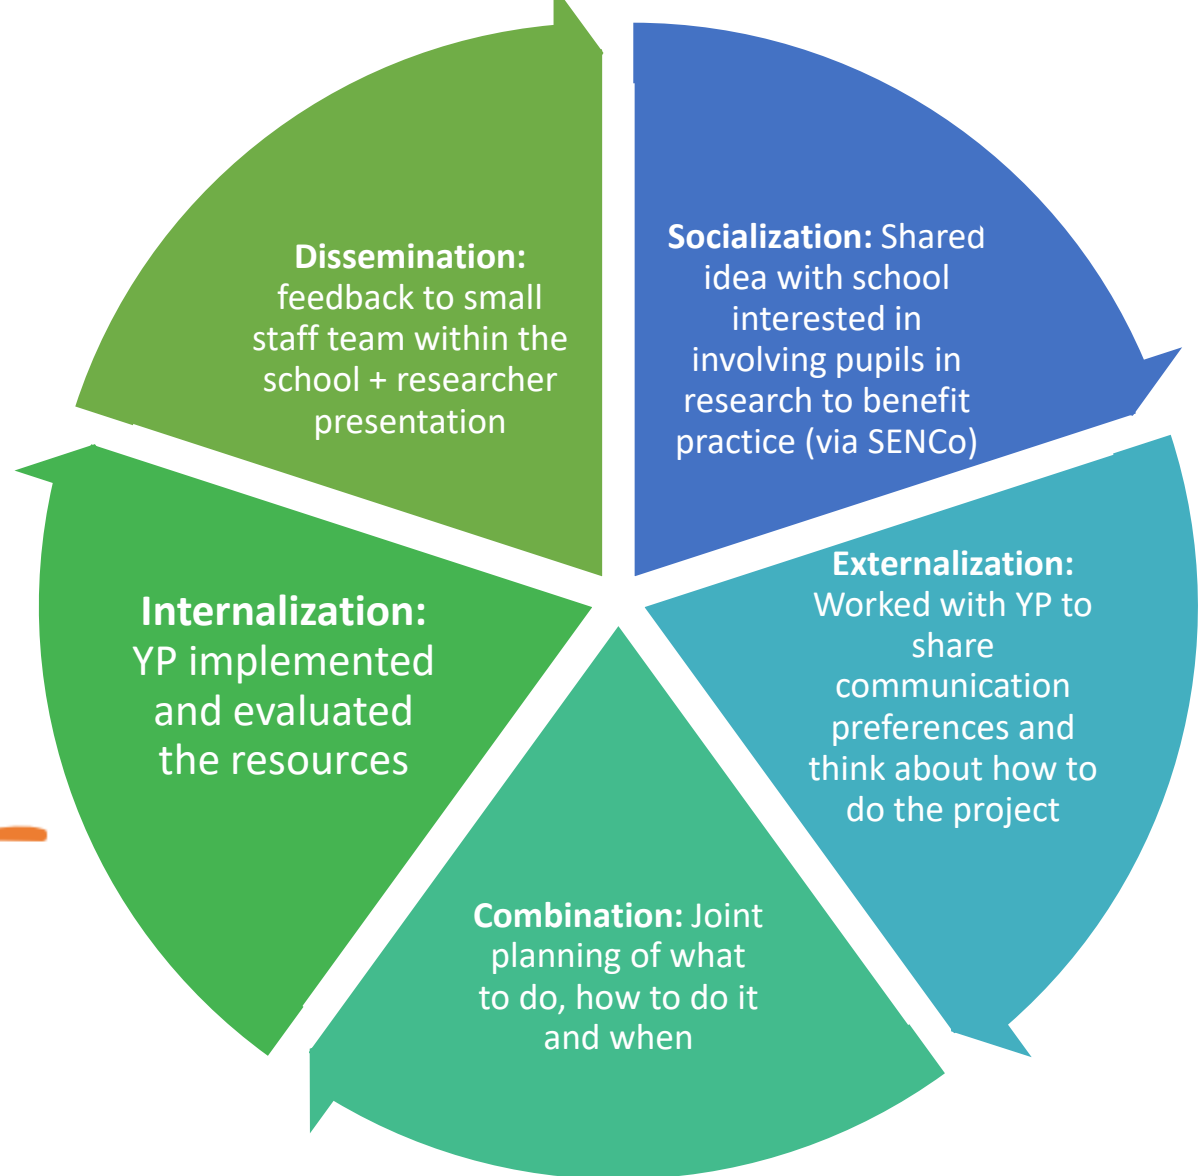 Socialization: Shared
idea with school
interested in
involving pupils in
research to benefit
practice (via SENCo)
Externalization:
Worked with YP to
share
communication
preferences and
think about how to
do the project
Combination: Joint
planning of what
to do, how to do it
and when
Internalization:
YP implemented
and evaluated
the resources
Dissemination:
feedback to small
staff team within the
school + researcher
presentation